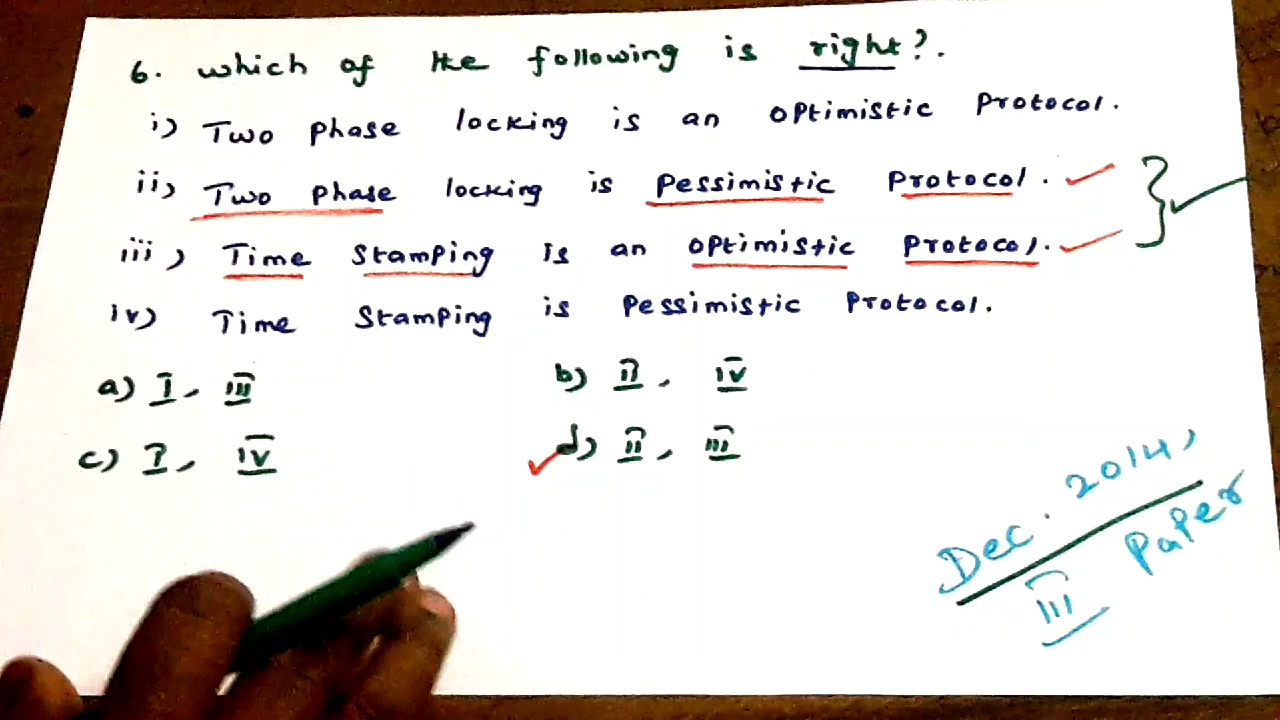 6. which of the following is right?.
i) Two phase locking is an optimistic Protocol.
ii) Two phase locking is Pessimistic Protocol.
iii) Time Stamping is an optimistic Protocol.
iv) Time Stamping is Pessimistic Protocol.
a) I, III b) II, IV
c) I, IV d) II, III
Dec. 2014,
III Paper